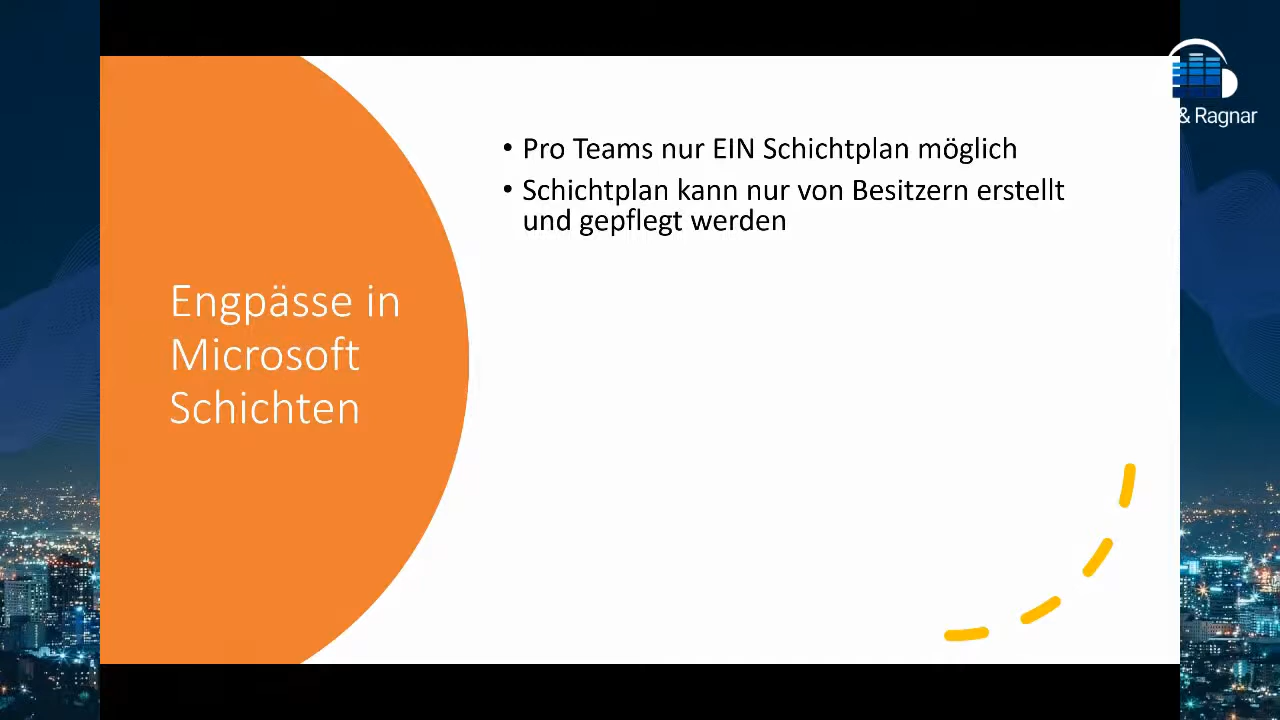 & Ragnar
• Pro Teams nur EIN Schichtplan möglich
• Schichtplan kann nur von Besitzern erstellt
und gepflegt werden
Engpässe in
Microsoft
Schichten